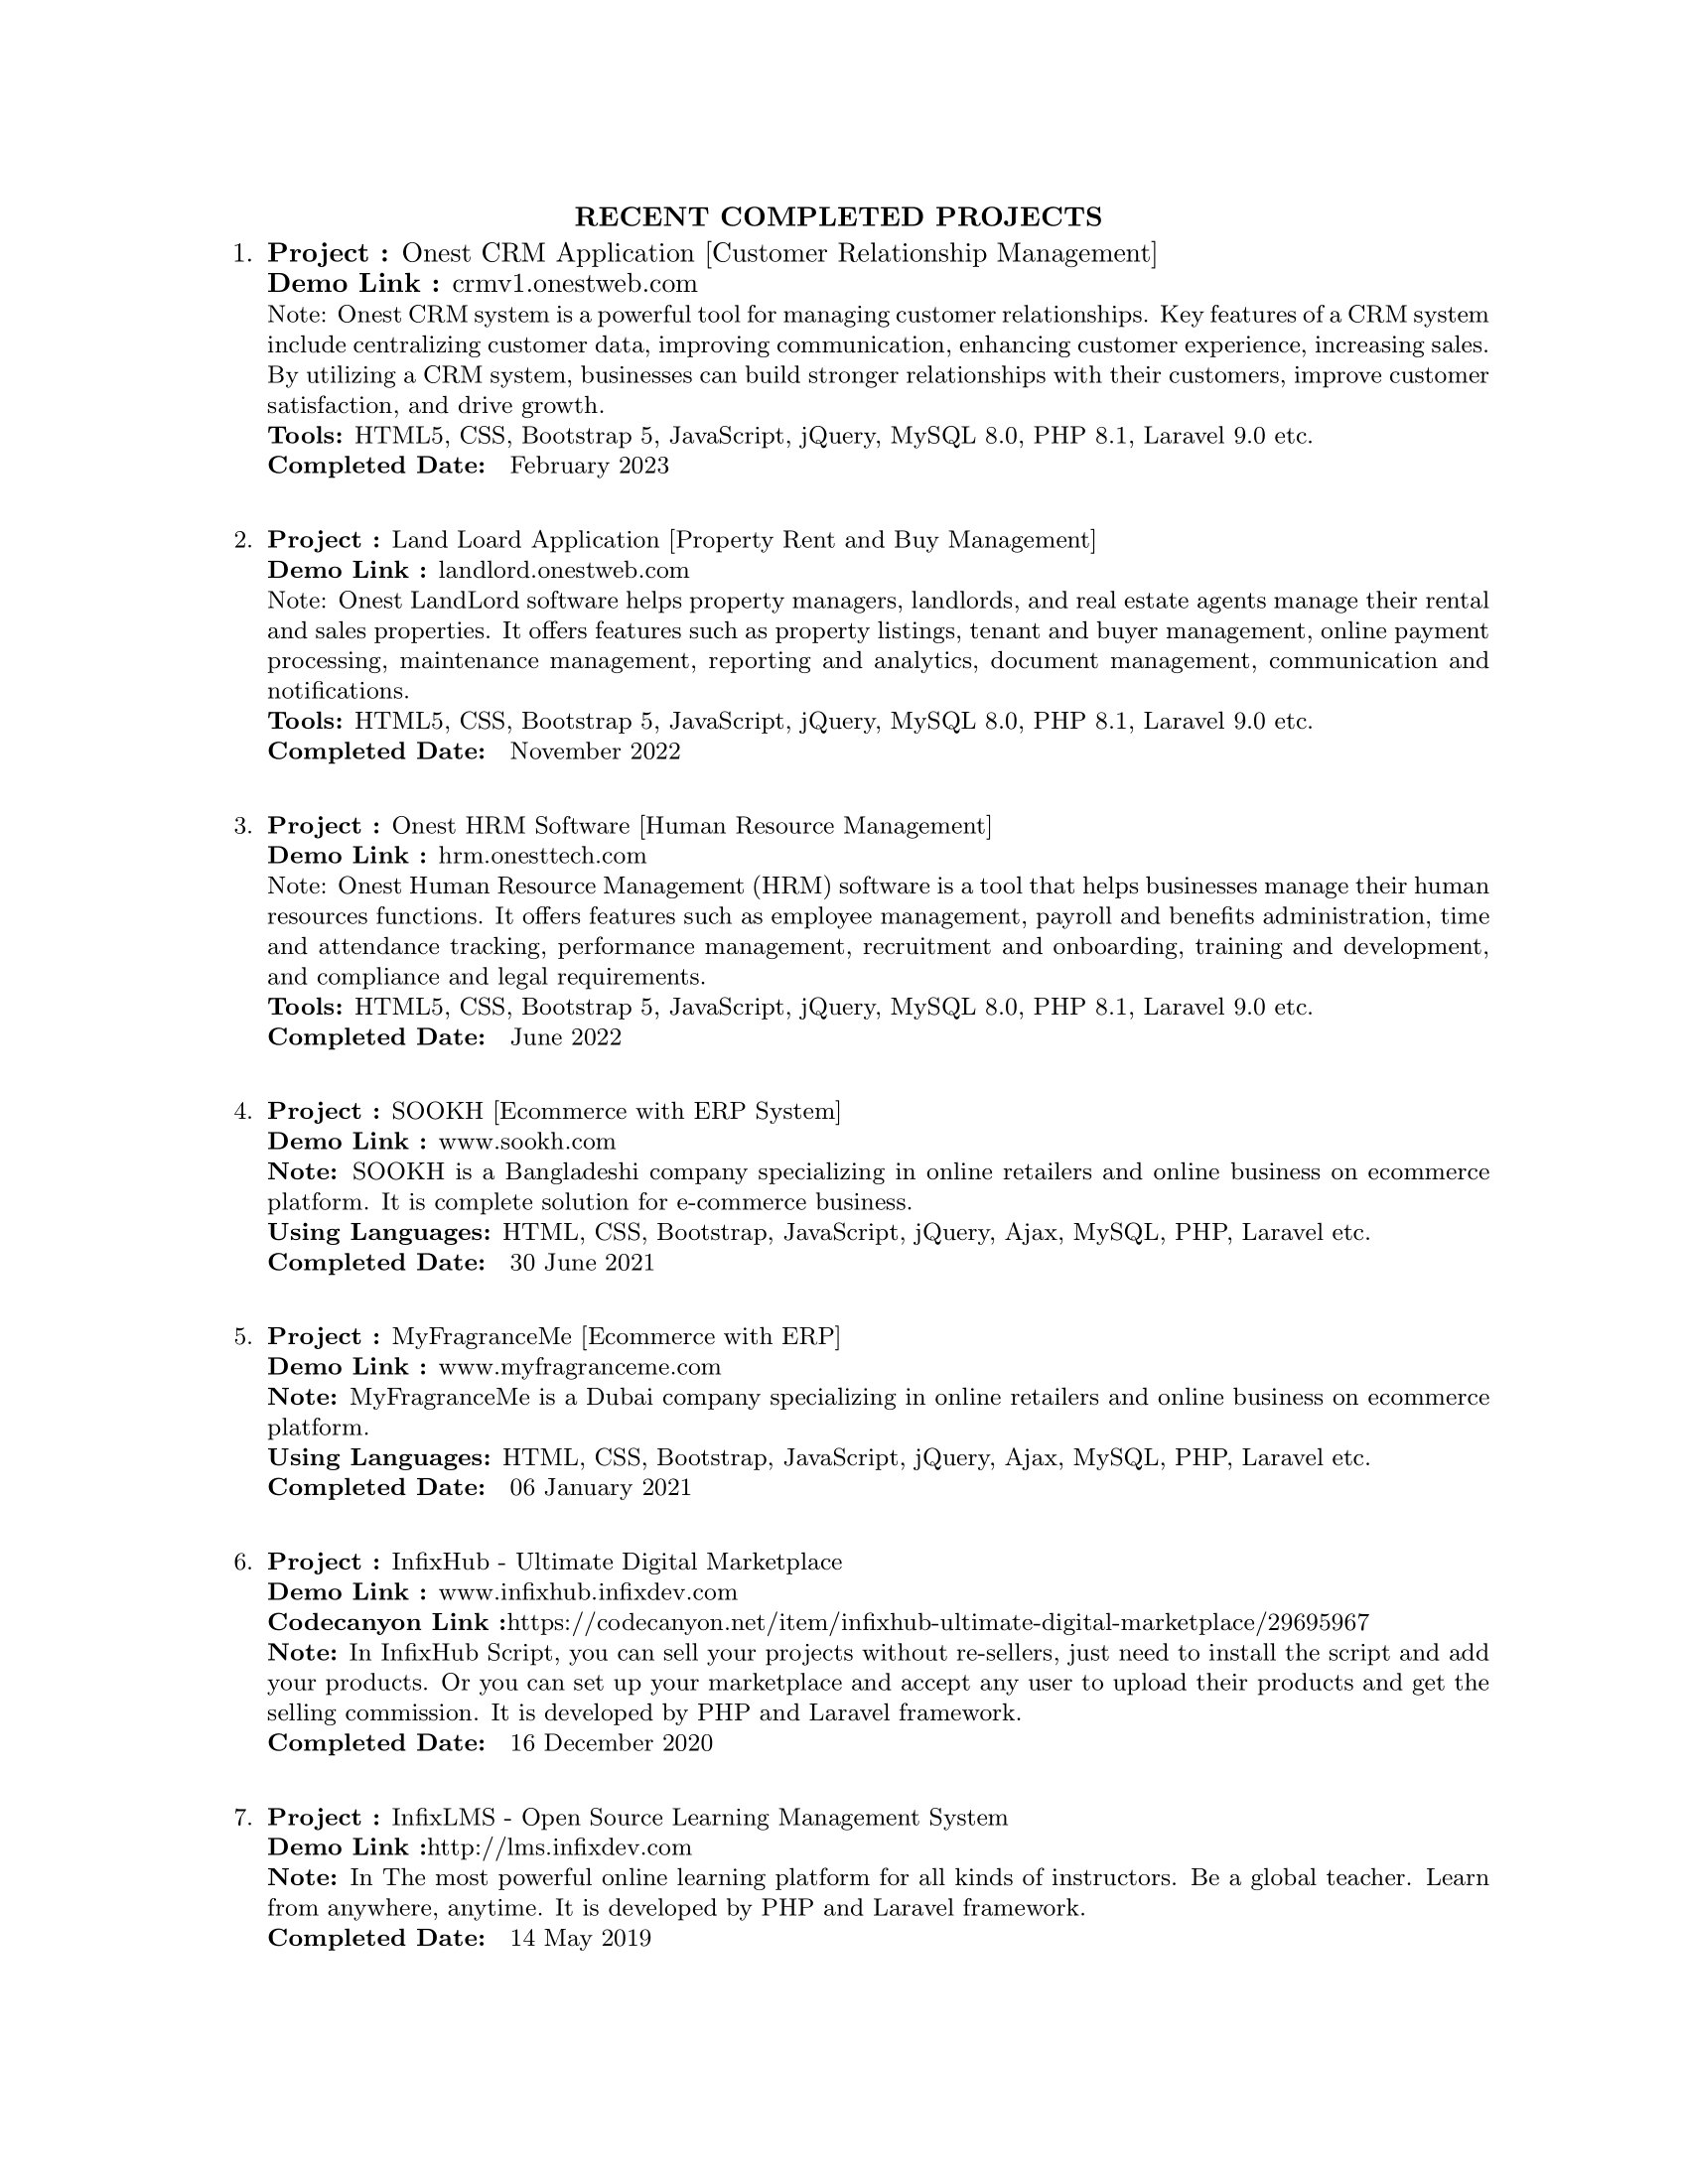 RECENT COMPLETED PROJECTS
1. Project : Onest CRM Application [Customer Relationship Management]
Demo Link : crmv1.onestweb.com
Note: Onest CRM system is a powerful tool for managing customer relationships. Key features of a CRM system
include centralizing customer data, improving communication, enhancing customer experience, increasing sales.
By utilizing a CRM system, businesses can build stronger relationships with their customers, improve customer
satisfaction, and drive growth.
Tools: HTML5, CSS, Bootstrap 5, JavaScript, jQuery, MySQL 8.0, PHP 8.1, Laravel 9.0 etc.
Completed Date: February 2023
2. Project : Land Loard Application [Property Rent and Buy Management]
Demo Link : landlord.onestweb.com
Note: Onest LandLord software helps property managers, landlords, and real estate agents manage their rental
and sales properties. It offers features such as property listings, tenant and buyer management, online payment
processing, maintenance management, reporting and analytics, document management, communication and
notifications.
Tools: HTML5, CSS, Bootstrap 5, JavaScript, jQuery, MySQL 8.0, PHP 8.1, Laravel 9.0 etc.
Completed Date: November 2022
3. Project : Onest HRM Software [Human Resource Management]
Demo Link : hrm.onesttech.com
Note: Onest Human Resource Management (HRM) software is a tool that helps businesses manage their human
resources functions. It offers features such as employee management, payroll and benefits administration, time
and attendance tracking, performance management, recruitment and onboarding, training and development,
and compliance and legal requirements.
Tools: HTML5, CSS, Bootstrap 5, JavaScript, jQuery, MySQL 8.0, PHP 8.1, Laravel 9.0 etc.
Completed Date: June 2022
4. Project : SOOKH [Ecommerce with ERP System]
Demo Link : www.sookh.com
Note: SOOKH is a Bangladeshi company specializing in online retailers and online business on ecommerce
platform. It is complete solution for e-commerce business.
Using Languages: HTML, CSS, Bootstrap, JavaScript, jQuery, Ajax, MySQL, PHP, Laravel etc.
Completed Date: 30 June 2021
5. Project : MyFragranceMe [Ecommerce with ERP]
Demo Link : www.myfragranceme.com
Note: MyFragranceMe is a Dubai company specializing in online retailers and online business on ecommerce
platform.
Using Languages: HTML, CSS, Bootstrap, JavaScript, jQuery, Ajax, MySQL, PHP, Laravel etc.
Completed Date: 06 January 2021
6. Project : InfixHub - Ultimate Digital Marketplace
Demo Link : www.infixhub.infixdev.com
Codecanyon Link :https://codecanyon.net/item/infixhub-ultimate-digital-marketplace/29695967
Note: In InfixHub Script, you can sell your projects without re-sellers, just need to install the script and add
your products. Or you can set up your marketplace and accept any user to upload their products and get the
selling commission. It is developed by PHP and Laravel framework.
Completed Date: 16 December 2020
7. Project : InfixLMS - Open Source Learning Management System
Demo Link :http://lms.infixdev.com
Note: In The most powerful online learning platform for all kinds of instructors. Be a global teacher. Learn
from anywhere, anytime. It is developed by PHP and Laravel framework.
Completed Date: 14 May 2019